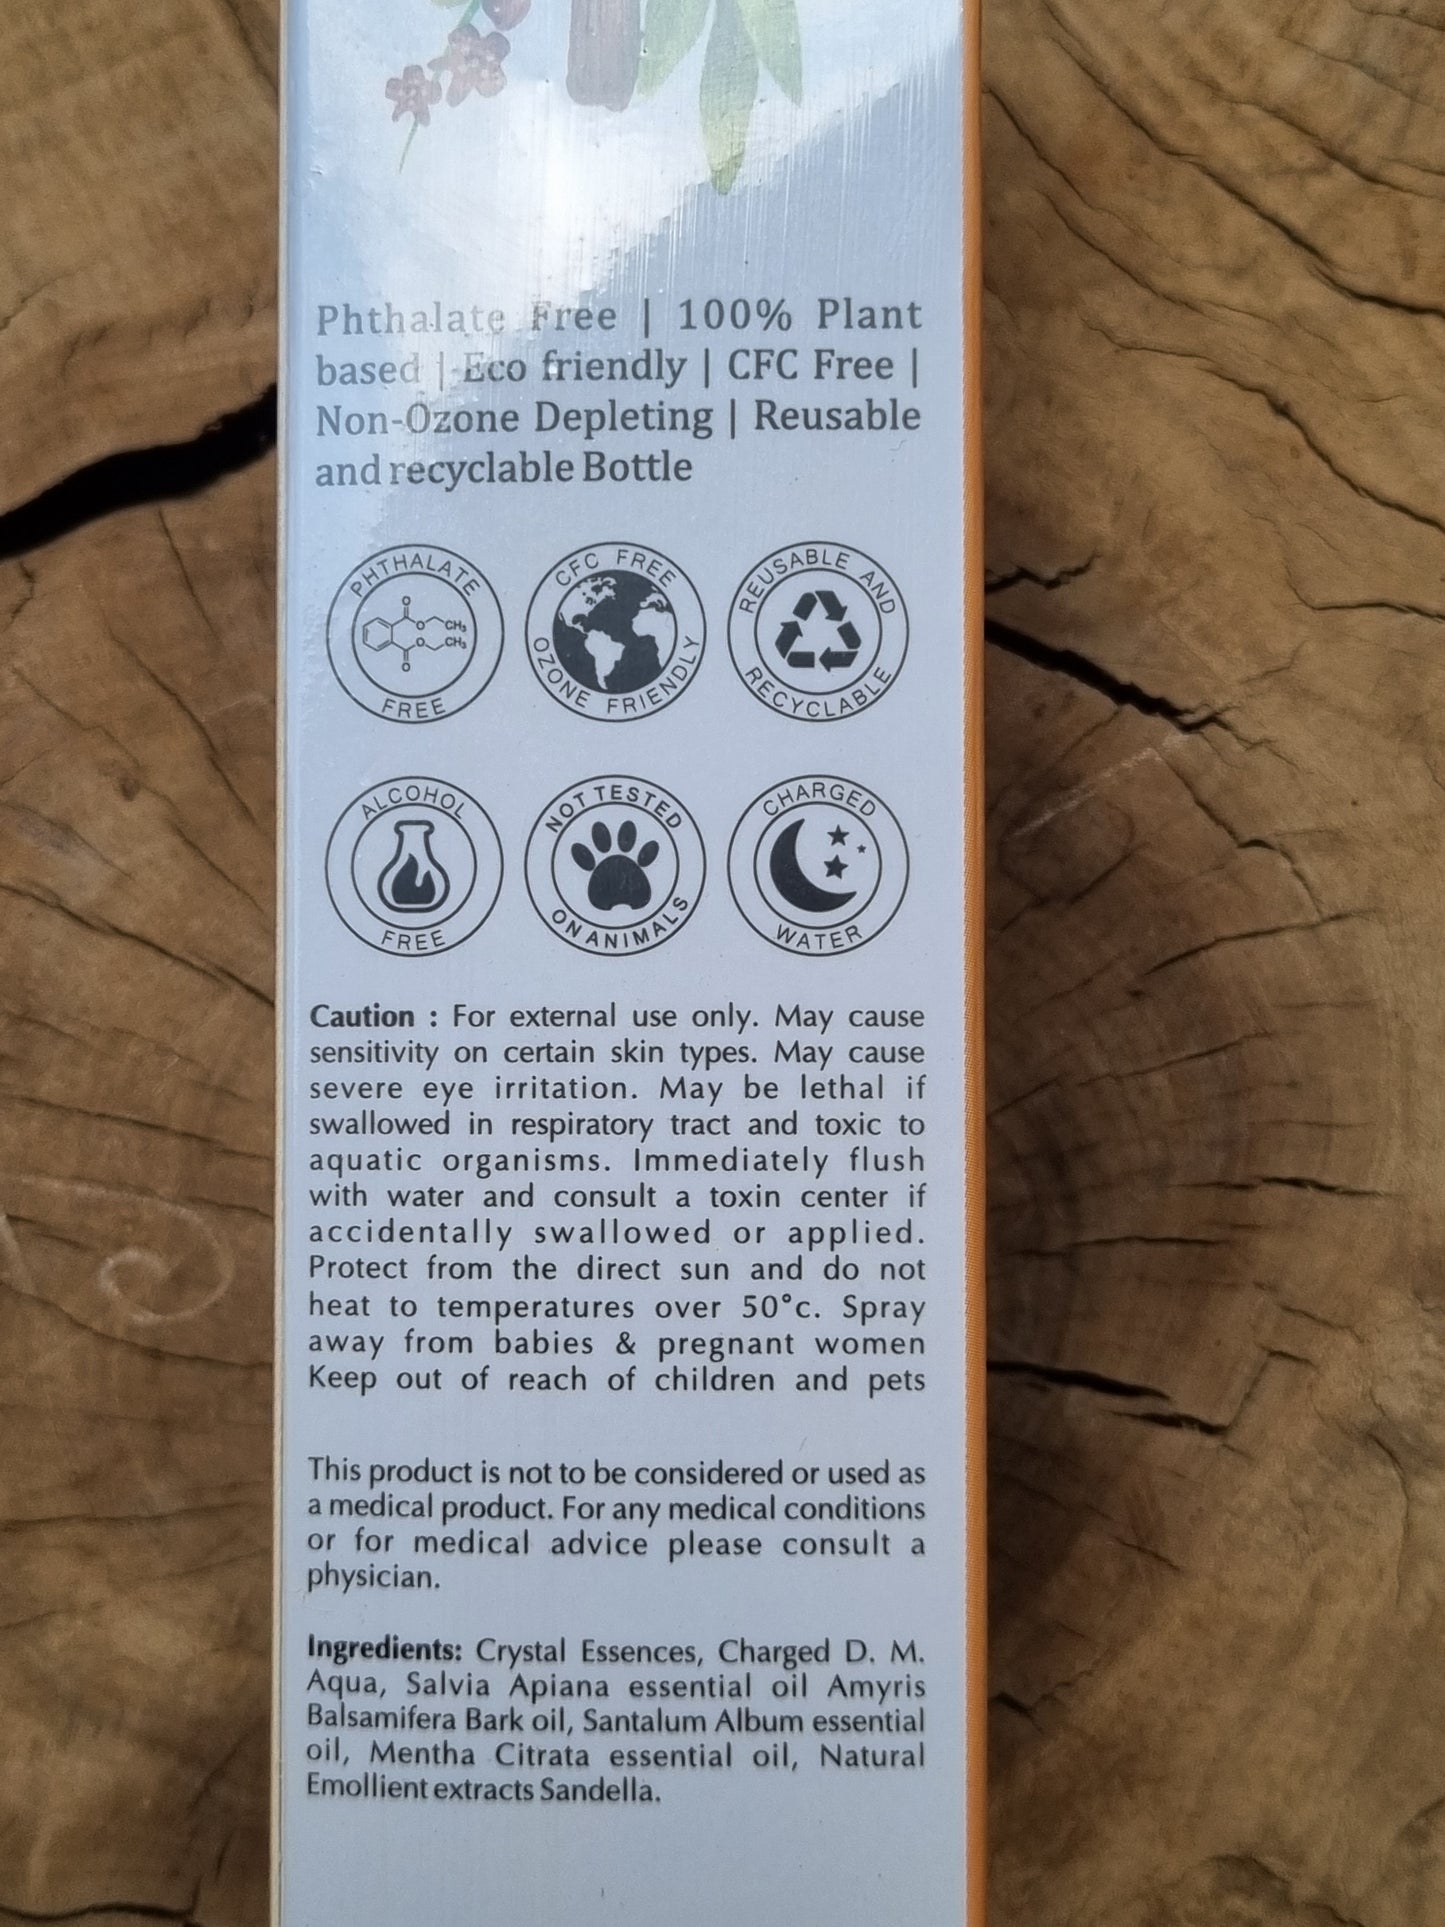 Phthalate Free | 100% Plant
based | Eco friendly | CFC Free |
Non-Ozone Depleting | Reusable
and recyclable Bottle
PHTHALATE
O
O CH₃
O CH₃
O
FREE
CFC FREE
OZONE FRIENDLY
REUSABLE AND
RECYCLABLE
ALCOHOL
FREE
NOT TESTED
ON ANIMALS
CHARGED
WATER
Caution : For external use only. May cause
sensitivity on certain skin types. May cause
severe eye irritation. May be lethal if
swallowed in respiratory tract and toxic to
aquatic organisms. Immediately flush
with water and consult a toxin center if
accidentally swallowed or applied.
Protect from the direct sun and do not
heat to temperatures over 50°c. Spray
away from babies & pregnant women
Keep out of reach of children and pets
This product is not to be considered or used as
a medical product. For any medical conditions
or for medical advice please consult a
physician.
Ingredients: Crystal Essences, Charged D. M.
Aqua, Salvia Apiana essential oil Amyris
Balsamifera Bark oil, Santalum Album essential
oil, Mentha Citrata essential oil, Natural
Emollient extracts Sandella.